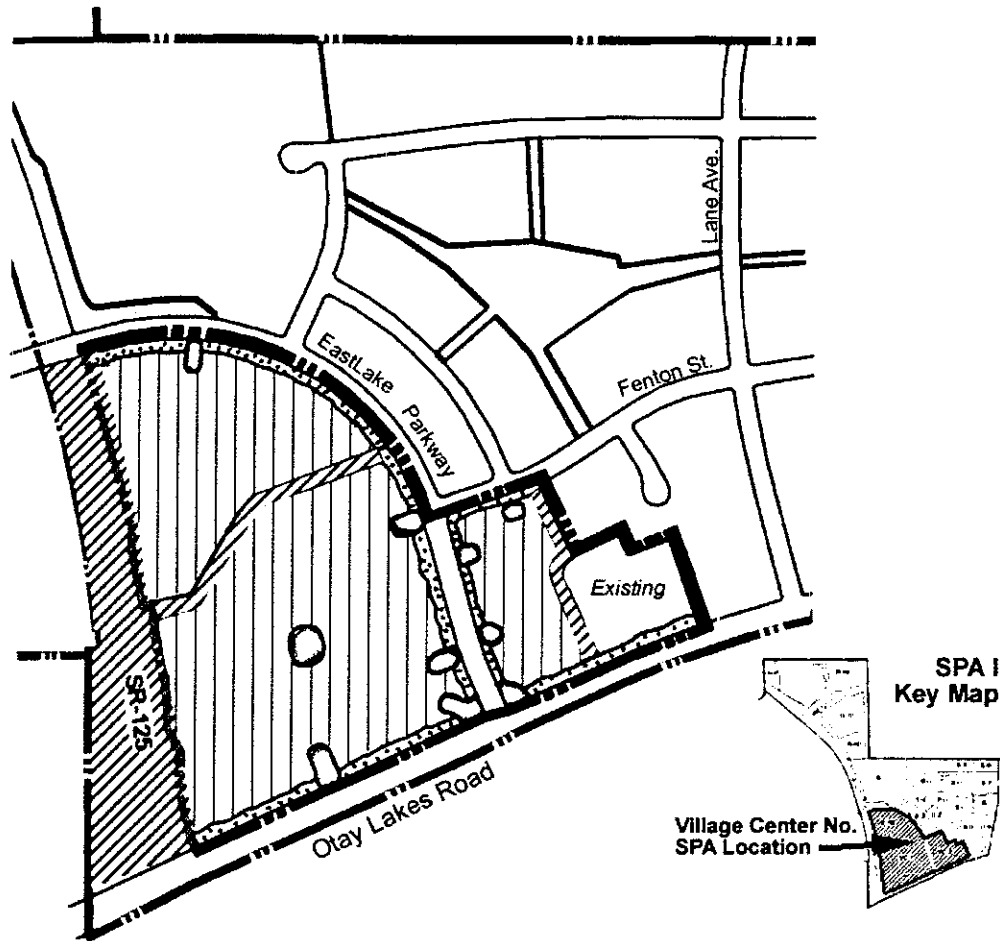 Lane Ave.
EastLake
Parkway
Fenton St.
Existing
SR-125
Otay Lakes Road
SPA I
Key Map
Village Center No.
SPA Location